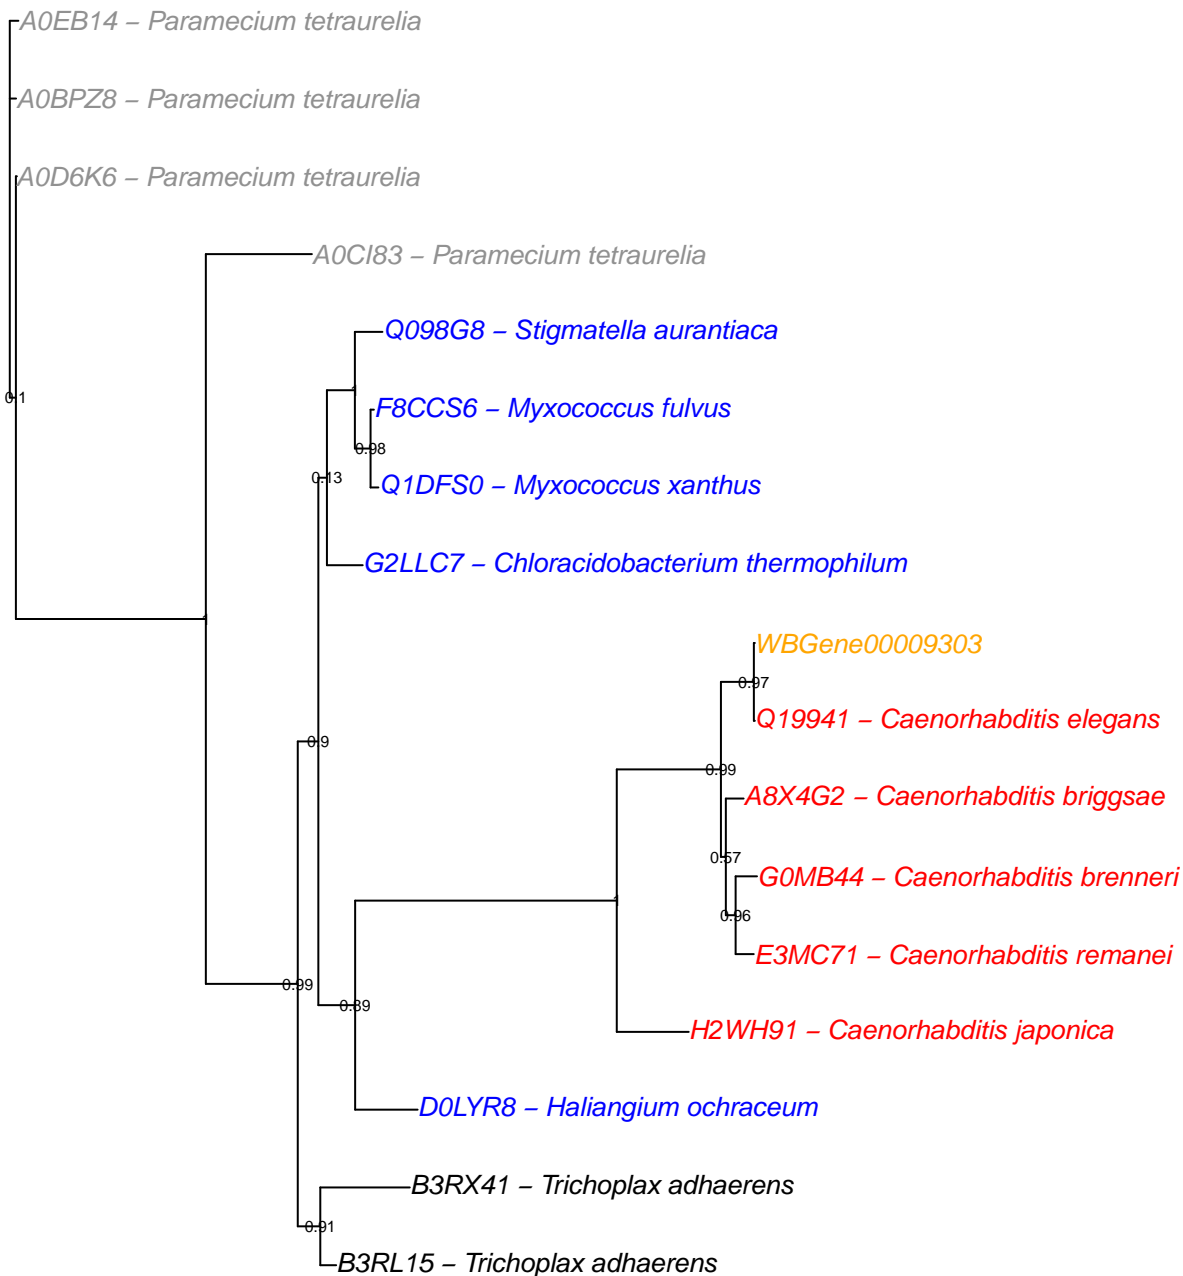 A0EB14 – Paramecium tetraurelia
A0BPZ8 – Paramecium tetraurelia
A0D6K6 – Paramecium tetraurelia
A0CI83 – Paramecium tetraurelia
Q098G8 – Stigmatella aurantiaca
1
0.1
F8CCS6 – Myxococcus fulvus
0.98
0.13
Q1DFS0 – Myxococcus xanthus
G2LLC7 – Chloracidobacterium thermophilum
1
WBGene00009303
0.97
Q19941 – Caenorhabditis elegans
0.9
0.99
A8X4G2 – Caenorhabditis briggsae
0.57
G0MB44 – Caenorhabditis brenneri
1
0.96
E3MC71 – Caenorhabditis remanei
0.99
0.89
H2WH91 – Caenorhabditis japonica
D0LYR8 – Haliangium ochraceum
B3RX41 – Trichoplax adhaerens
0.91
B3RL15 – Trichoplax adhaerens